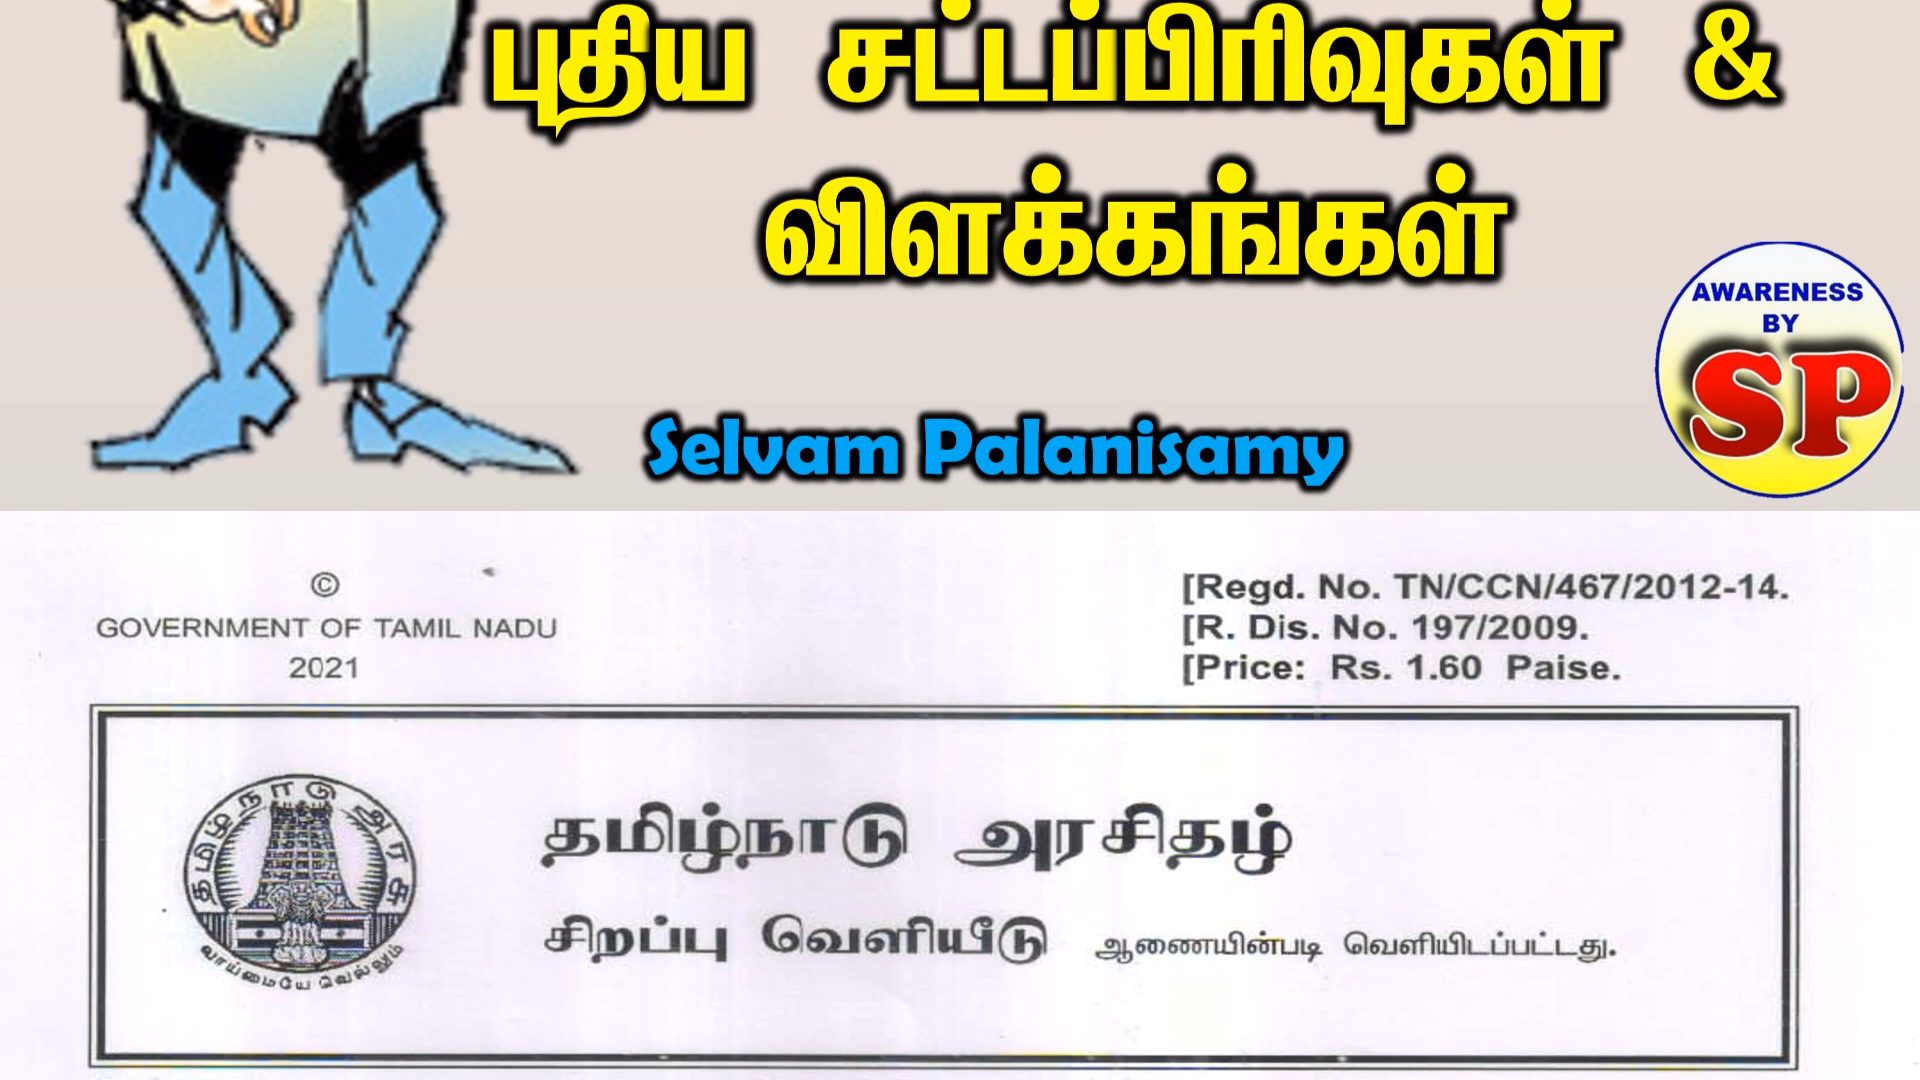 புதிய சட்டப்பிரிவுகள் &
விளக்கங்கள்
AWARENESS
BY
SP
Selvam Palanisamy
©
GOVERNMENT OF TAMIL NADU
2021
[Regd. No. TN/CCN/467/2012-14.
[R. Dis. No. 197/2009.
[Price: Rs. 1.60 Paise.
தமிழ்நாடு அரசு
வாய்மையே வெல்லும்
தமிழ்நாடு அரசிதழ்
சிறப்பு வெளியீடு ஆணையின்படி வெளியிடப்பட்டது.